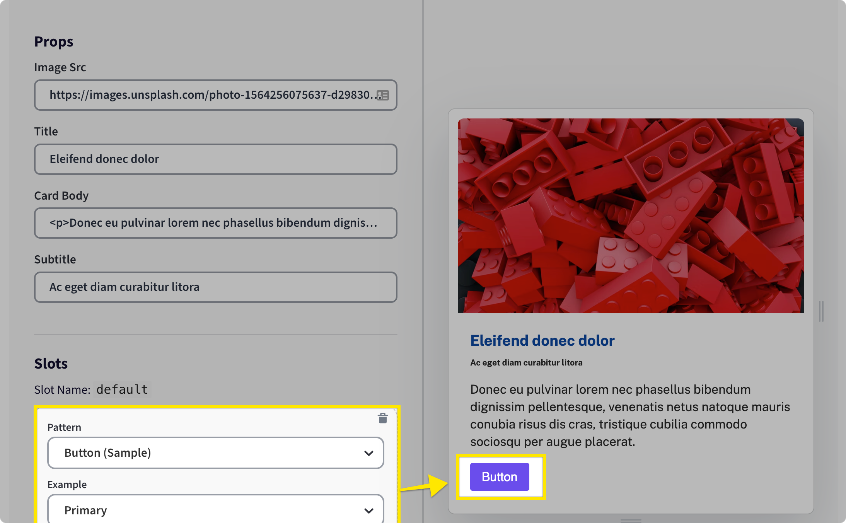 Props
Image Src
https://images.unsplash.com/photo-1564256075637-d29830...
Title
Eleifend donec dolor
Card Body
<p>Donec eu pulvinar lorem nec phasellus bibendum dignis...
Subtitle
Ac eget diam curabitur litora
Slots
Slot Name: default
Pattern
Button (Sample)
Example
Primary
Eleifend donec dolor
Ac eget diam curabitur litora
Donec eu pulvinar lorem nec phasellus bibendum
dignissim pellentesque, venenatis netus natoque mauris
conubia risus dis cras, tristique cubilia commodo
sociosqu per augue placerat.
Button